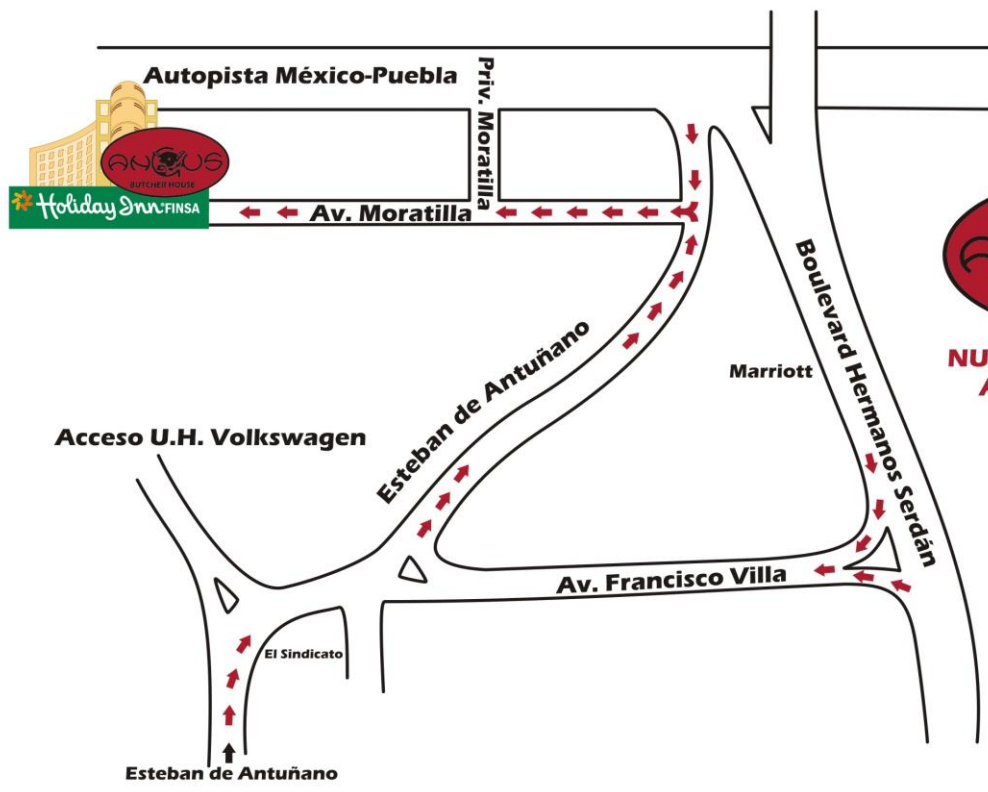 Autopista México-Puebla
Priv. Moratilla
ANGUS
BUTCHER HOUSE
Holiday Inn FINSA
Av. Moratilla
Boulevard Hermanos Serdán
Esteban de Antuñano
Marriott
NU
A
Acceso U.H. Volkswagen
Av. Francisco Villa
El Sindicato
Esteban de Antuñano